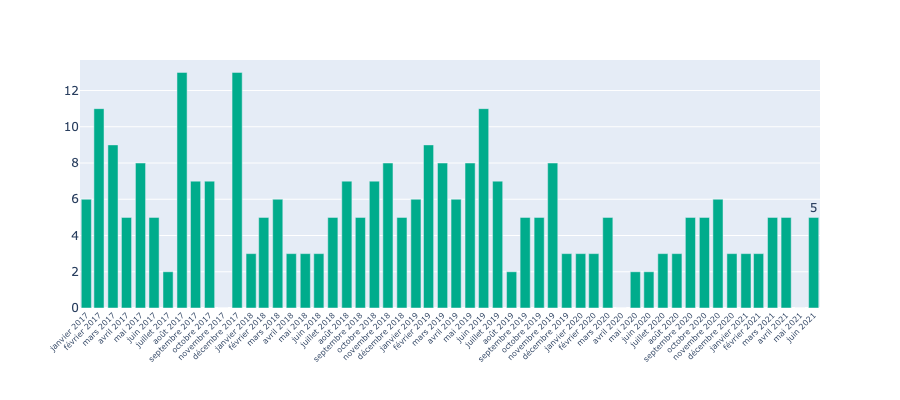 12
10
8
6
4
2
0
5
janvier 2017
février 2017
mars 2017
avril 2017
mai 2017
juin 2017
juillet 2017
août 2017
septembre 2017
octobre 2017
novembre 2017
décembre 2017
janvier 2018
février 2018
mars 2018
avril 2018
mai 2018
juin 2018
juillet 2018
août 2018
septembre 2018
octobre 2018
novembre 2018
décembre 2018
janvier 2019
février 2019
mars 2019
avril 2019
mai 2019
juin 2019
juillet 2019
août 2019
septembre 2019
octobre 2019
novembre 2019
décembre 2019
janvier 2020
février 2020
mars 2020
avril 2020
mai 2020
juin 2020
juillet 2020
août 2020
septembre 2020
octobre 2020
novembre 2020
décembre 2020
janvier 2021
février 2021
mars 2021
avril 2021
mai 2021
juin 2021